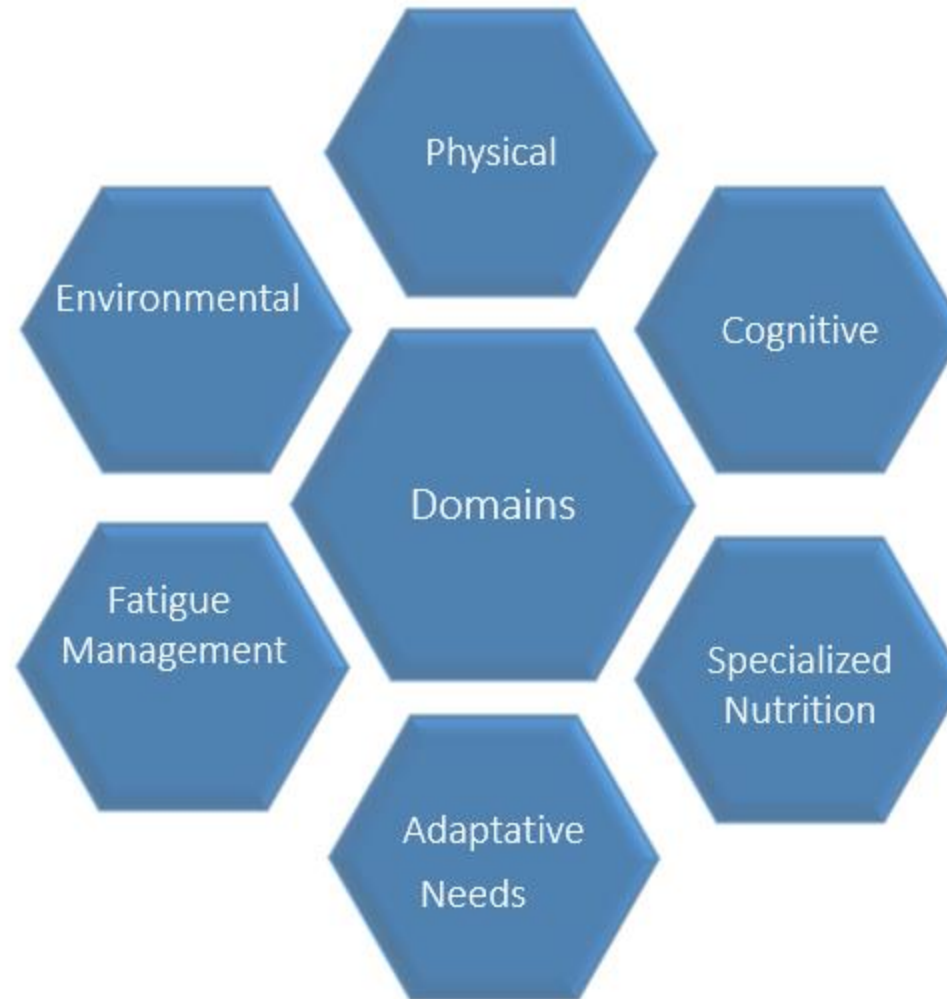 Physical
Environmental
Cognitive
Domains
Fatigue
Management
Specialized
Nutrition
Adaptative
Needs